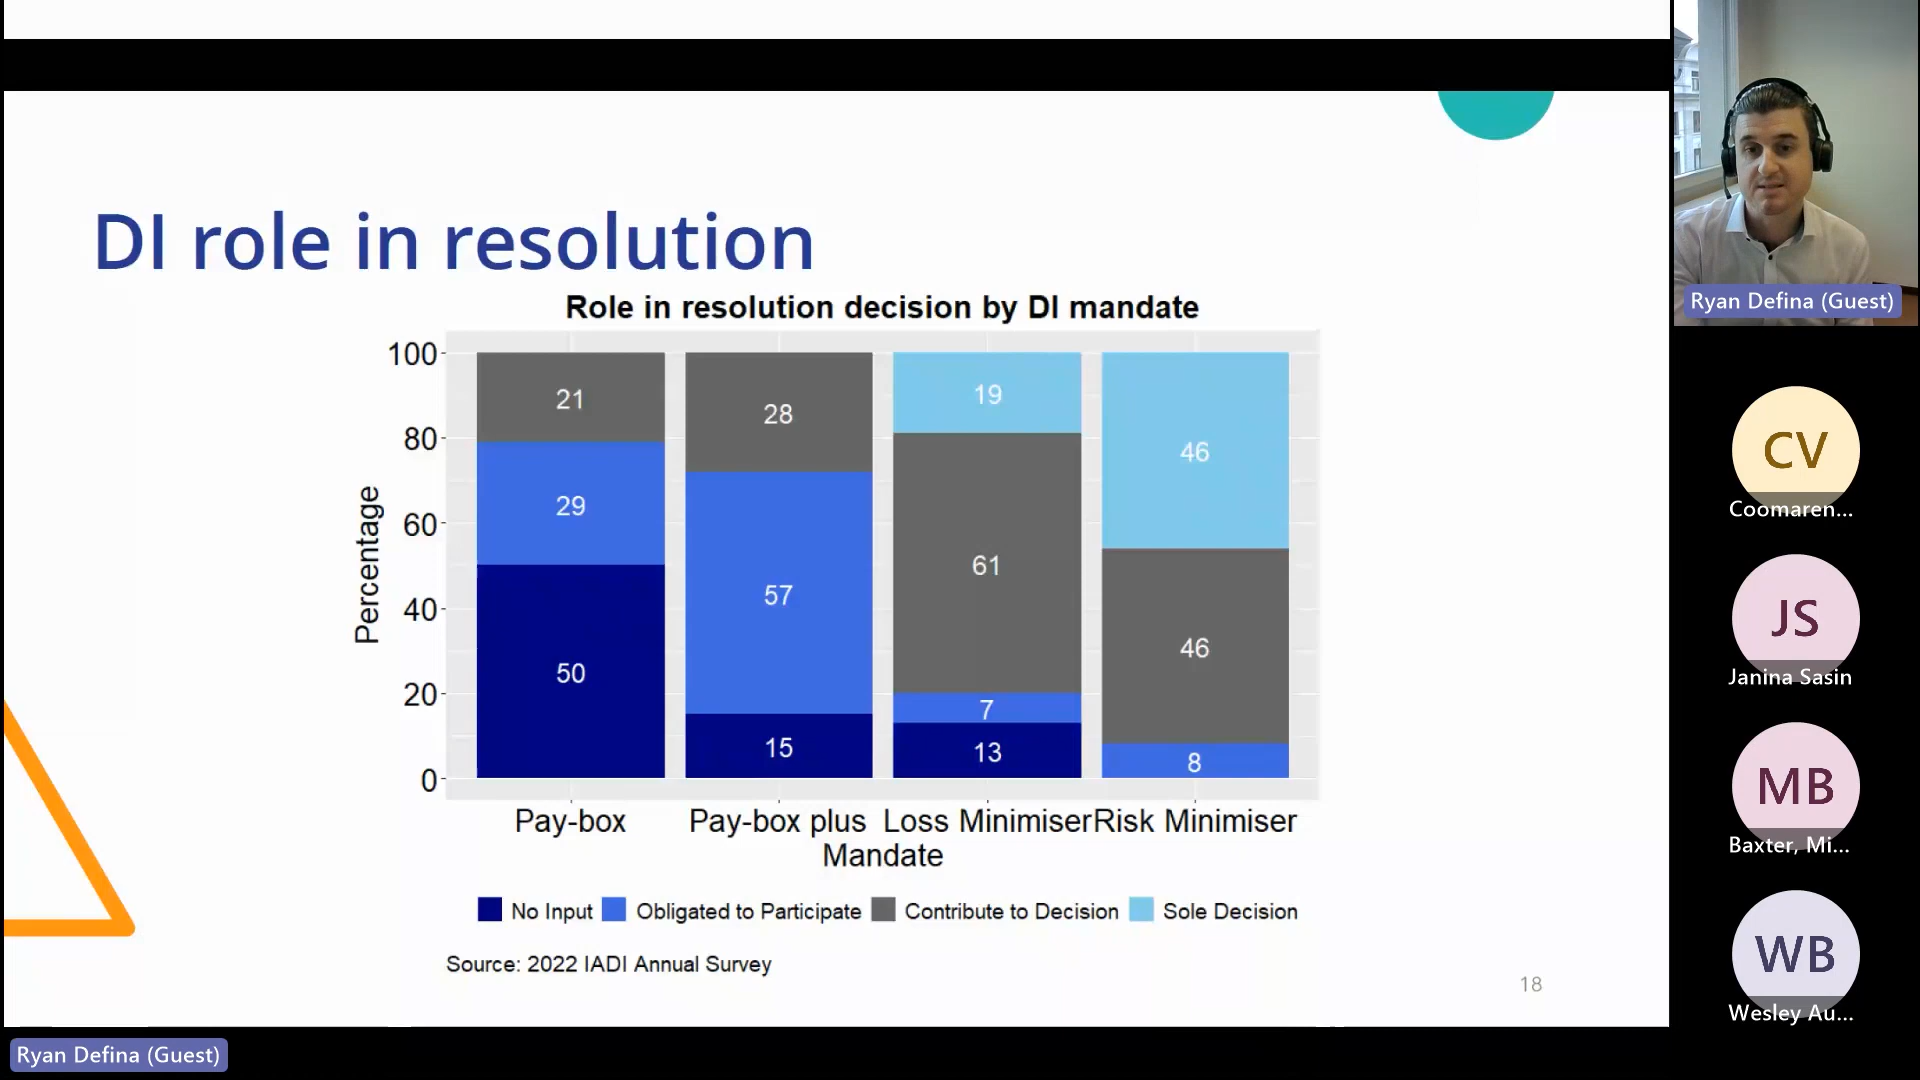 DI role in resolution
Role in resolution decision by DI mandate
100
80
60
40
20
0
Percentage
21
29
50
28
57
15
19
61
7
13
46
46
8
Pay-box
Pay-box plus
Loss Minimiser
Risk Minimiser
Mandate
No Input
Obligated to Participate
Contribute to Decision
Sole Decision
Source: 2022 IADI Annual Survey
18
Ryan Defina (Guest)
Ryan Defina (Guest)
CV
Coomaren...
JS
Janina Sasin
MB
Baxter, Mi...
WB
Wesley Au...